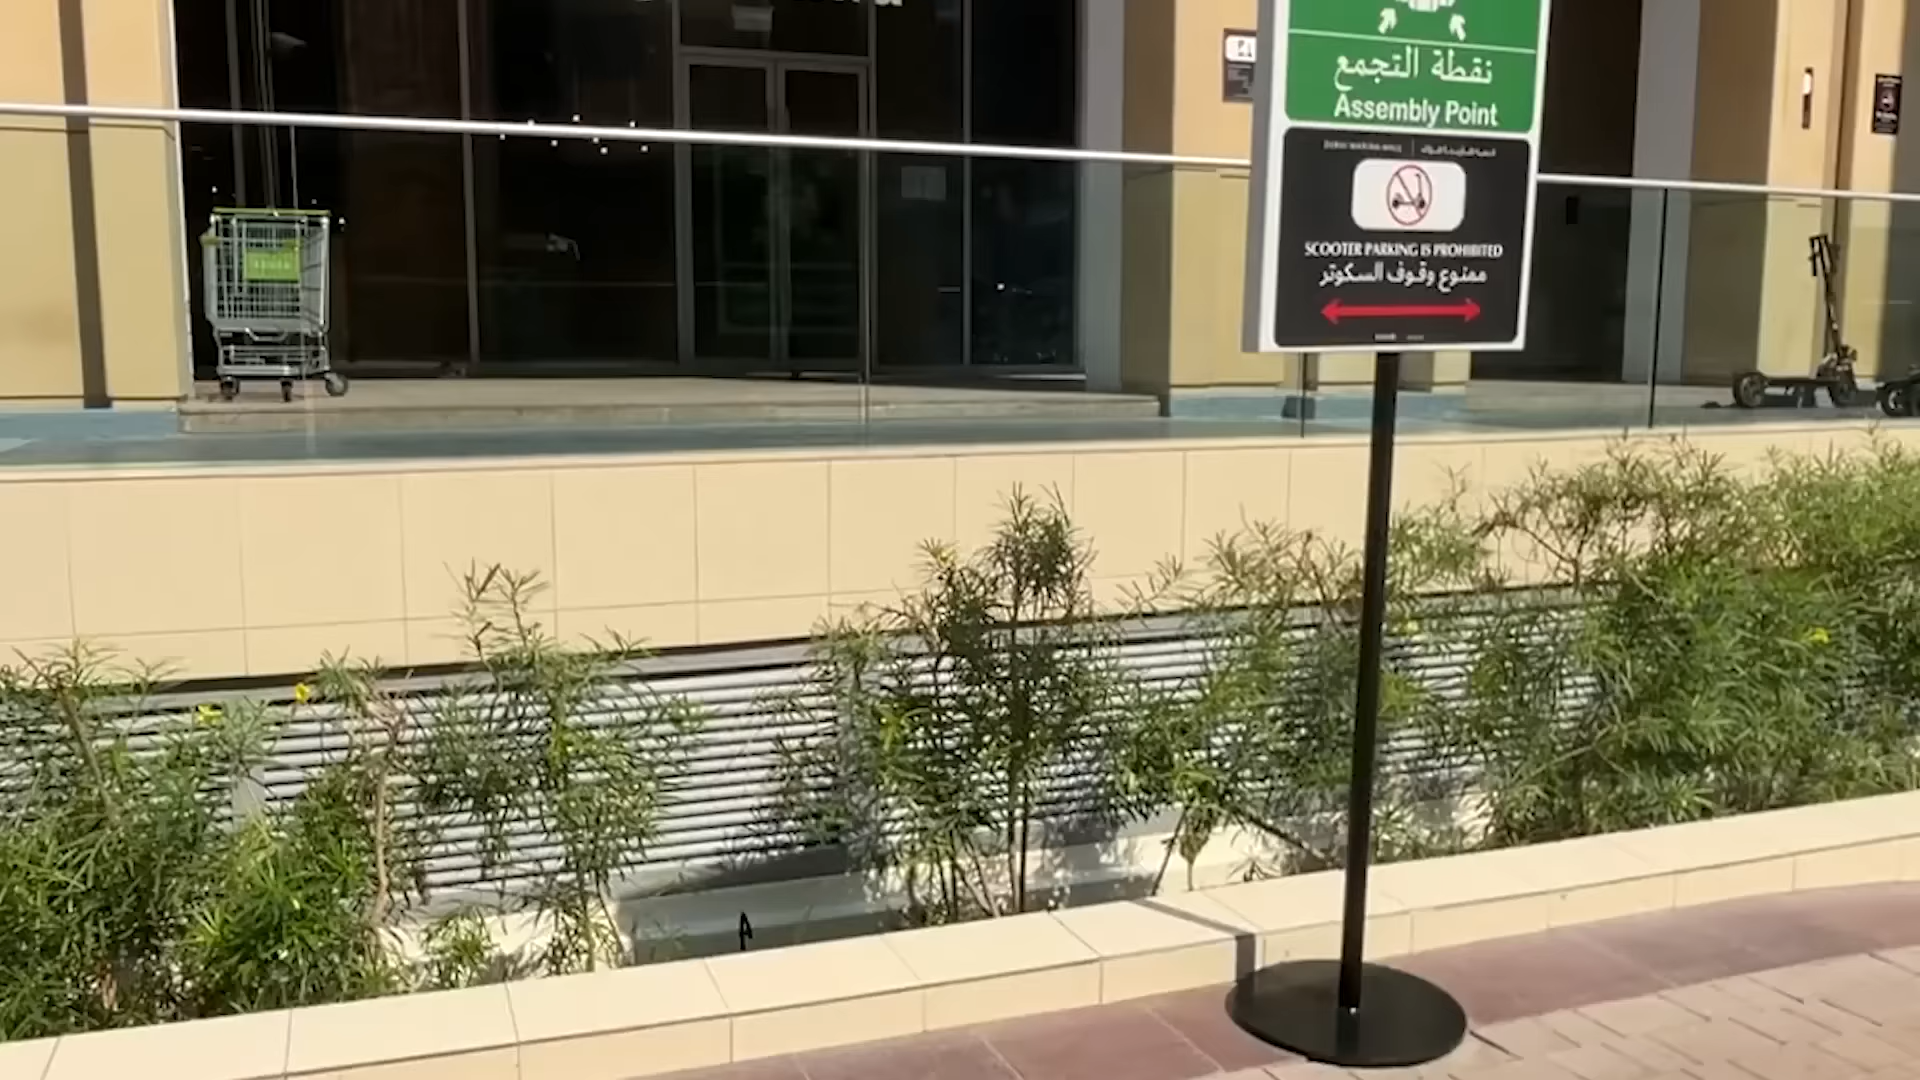 نقطة التجمع
Assembly Point
SCOOTER PARKING IS PROHIBITED
ممنوع وقوف السكوتر